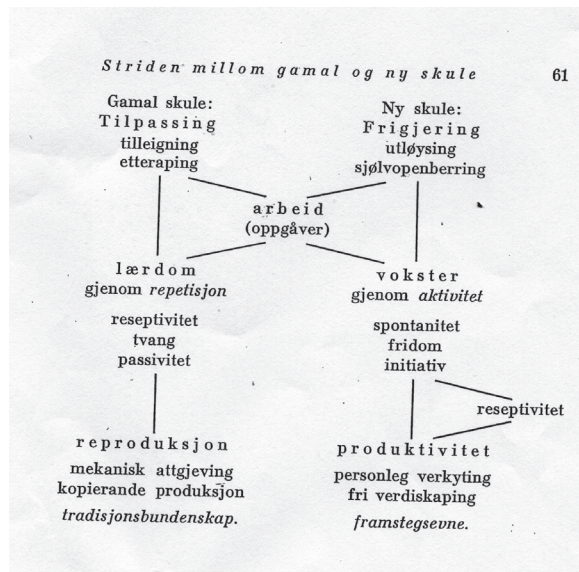 Striden millom gamal og ny skule 61
Gamal skule:
Tilpassing
tilleigning
etteraping
Ny skule:
Frigjering
utløysing
sjølvopenberring
arbeid
(oppgåver)
lærdom
gjenom repetisjon
reseptivitet
tvang
passivitet
vokster
gjenom aktivitet
spontanitet
fridom
initiativ
reseptivitet
reproduksjon
mekanisk attgjeving
kopierande produksjon
tradisjonsbundenskap.
produktivitet
personleg verkyting
fri verdiskaping
framstegsevne.